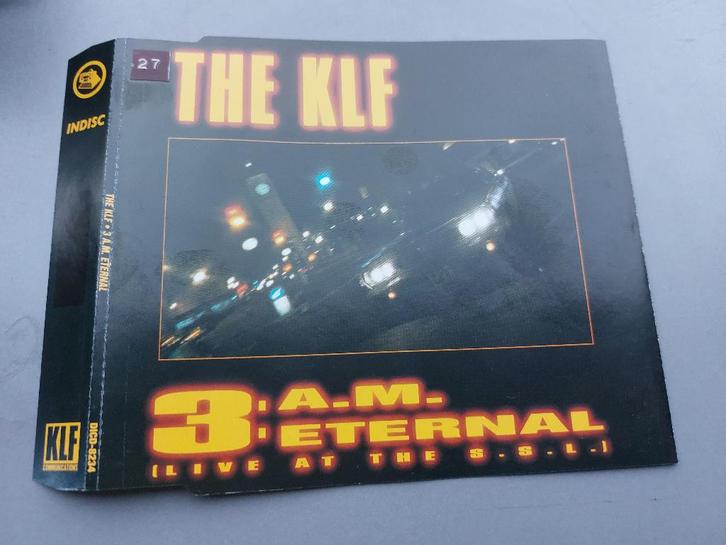 27
THE KLF
3:A.M.
ETERNAL
(LIVE AT THE S.S.L.)
INDISC
THE KLF • 3 A.M. ETERNAL
KLF
COMMUNICATIONS
DICD-8234